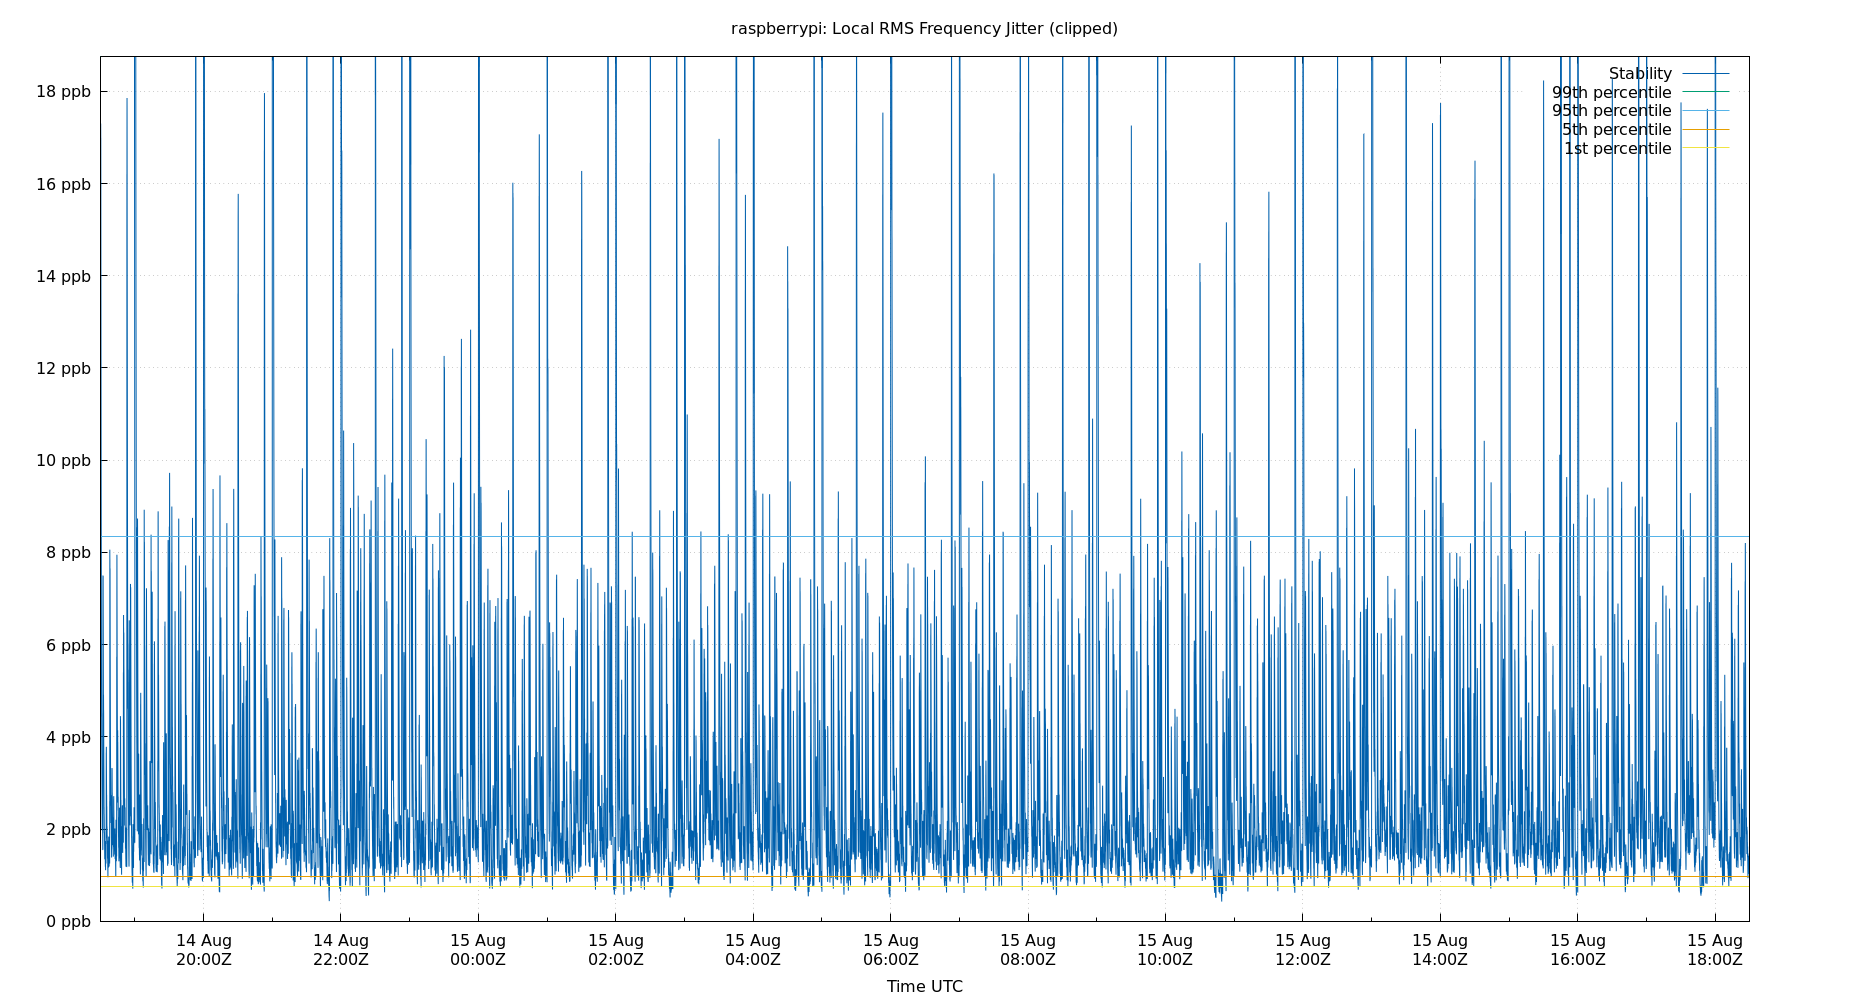 raspberrypi: Local RMS Frequency Jitter (clipped)
Stability
99th percentile
95th percentile
5th percentile
1st percentile
18 ppb
16 ppb
14 ppb
12 ppb
10 ppb
8 ppb
6 ppb
4 ppb
2 ppb
0 ppb
14 Aug 14 Aug 15 Aug 15 Aug 15 Aug 15 Aug 15 Aug 15 Aug 15 Aug 15 Aug 15 Aug 15 Aug
20:00Z 22:00Z 00:00Z 02:00Z 04:00Z 06:00Z 08:00Z 10:00Z 12:00Z 14:00Z 16:00Z 18:00Z
Time UTC